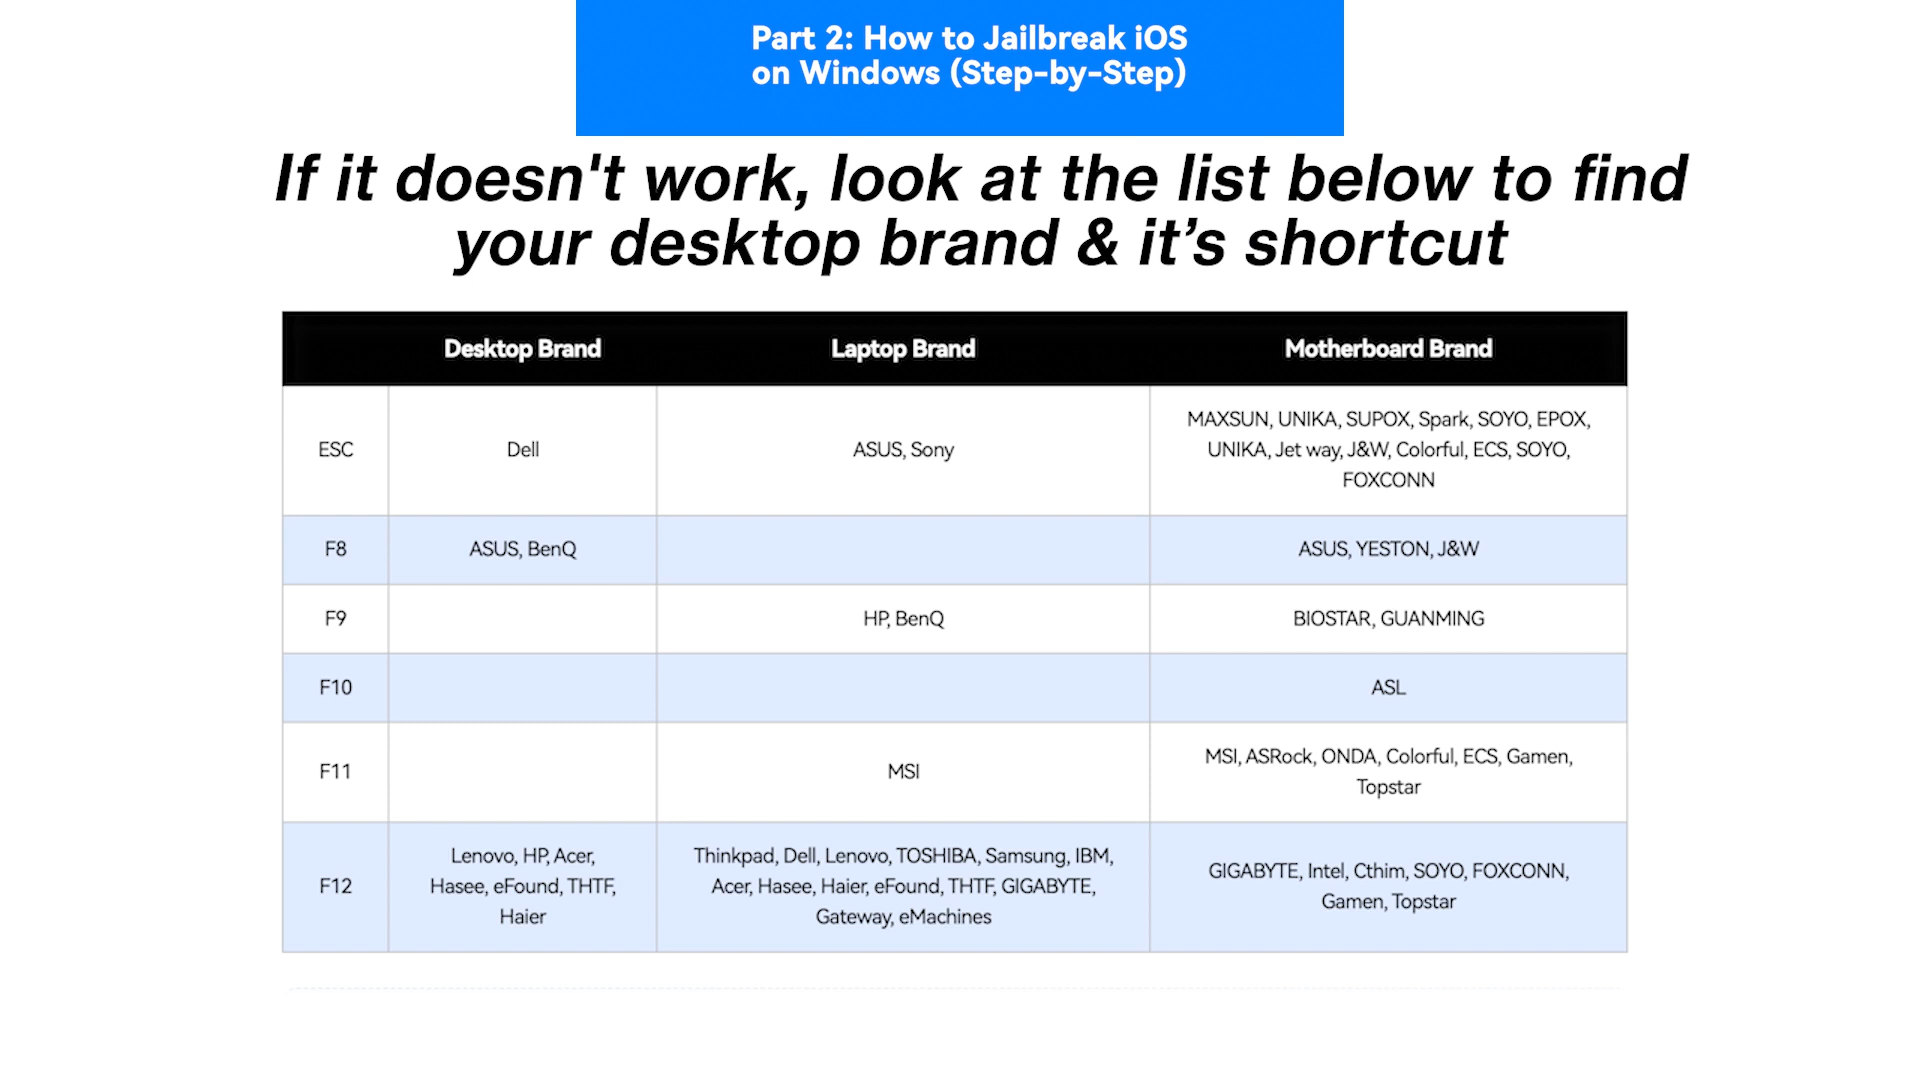 Part 2: How to Jailbreak iOS
on Windows (Step-by-Step)
If it doesn't work, look at the list below to find
your desktop brand & it’s shortcut
Desktop Brand Laptop Brand Motherboard Brand
ESC
Dell
ASUS, Sony
MAXSUN, UNIKA, SUPOX, Spark, SOYO, EPOX,
UNIKA, Jet way, J&W, Colorful, ECS, SOYO,
FOXCONN
F8
ASUS, BenQ
ASUS, YESTON, J&W
F9
HP, BenQ
BIOSTAR, GUANMING
F10
ASL
F11
MSI
MSI, ASRock, ONDA, Colorful, ECS, Gamen,
Topstar
F12
Lenovo, HP, Acer,
Hasee, eFound, THTF,
Haier
Thinkpad, Dell, Lenovo, TOSHIBA, Samsung, IBM,
Acer, Hasee, Haier, eFound, THTF, GIGABYTE,
Gateway, eMachines
GIGABYTE, Intel, Cthim, SOYO, FOXCONN,
Gamen, Topstar